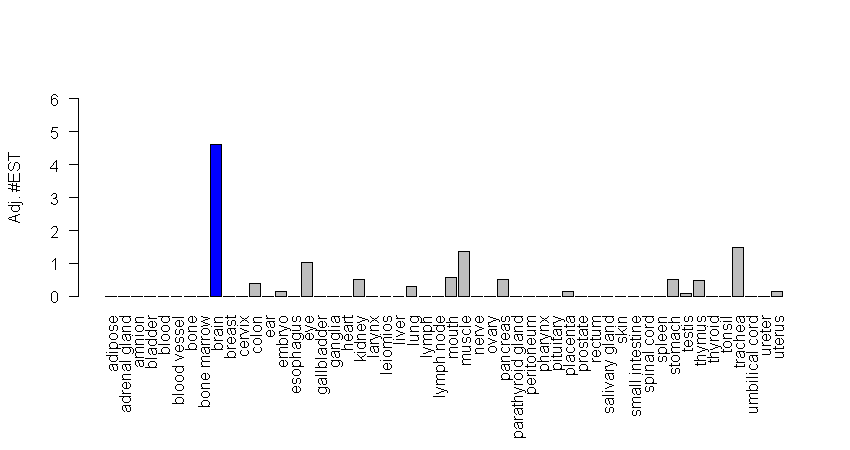 Adj. #EST
6
5
4
3
2
1
0
adipose
adrenal gland
amnion
bladder
blood
blood vessel
bone
bone marrow
brain
breast
cervix
colon
ear
embryo
esophagus
eye
gallbladder
ganglia
heart
kidney
larynx
leiomios
liver
lung
lymph
lymph node
mouth
muscle
nerve
ovary
pancreas
parathyroid gland
peritoneum
pharynx
pituitary
placenta
prostate
rectum
salivary gland
skin
small intestine
spinal cord
spleen
stomach
testis
thymus
thyroid
tonsil
trachea
umbilical cord
ureter
uterus